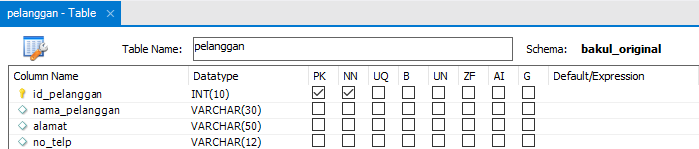 pelanggan - Table
Table Name: pelanggan Schema: bakul_original
Column Name Datatype PK NN UQ B UN ZF AI G Default/Expression
id_pelanggan INT(10)
nama_pelanggan VARCHAR(30)
alamat VARCHAR(50)
no_telp VARCHAR(12)